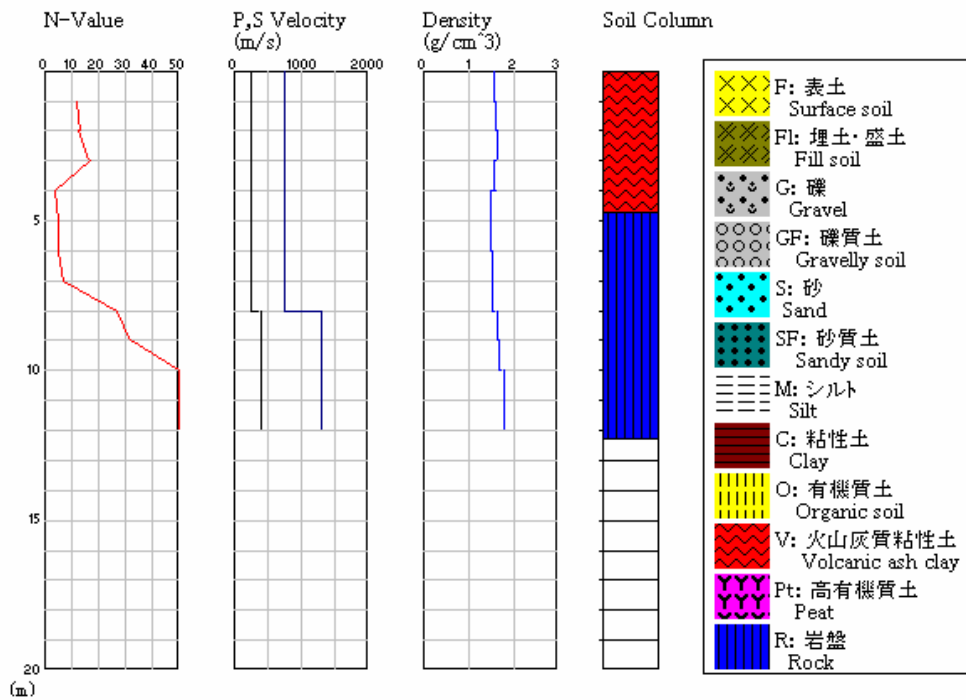 N-Value P,S Velocity Density Soil Column
(m/s) (g/cm^3)
0 10 20 30 40 50 0 1000 2000 0 1 2 3
0
5
10
15
20
(m)
F: 表土
Surface soil
Fl: 埋土・盛土
Fill soil
G: 礫
Gravel
GF: 礫質土
Gravelly soil
S: 砂
Sand
SF: 砂質土
Sandy soil
M: シルト
Silt
C: 粘性土
Clay
O: 有機質土
Organic soil
V: 火山灰質粘性土
Volcanic ash clay
Pt: 高有機質土
Peat
R: 岩盤
Rock